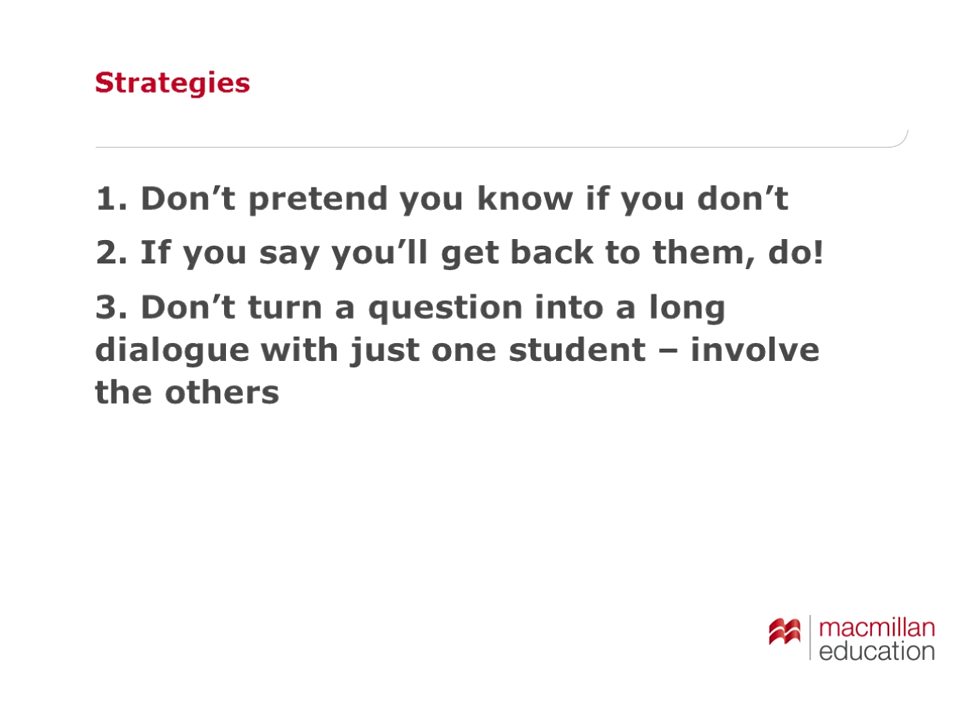 Strategies
1. Don’t pretend you know if you don’t
2. If you say you’ll get back to them, do!
3. Don’t turn a question into a long
dialogue with just one student – involve
the others
macmillan
education